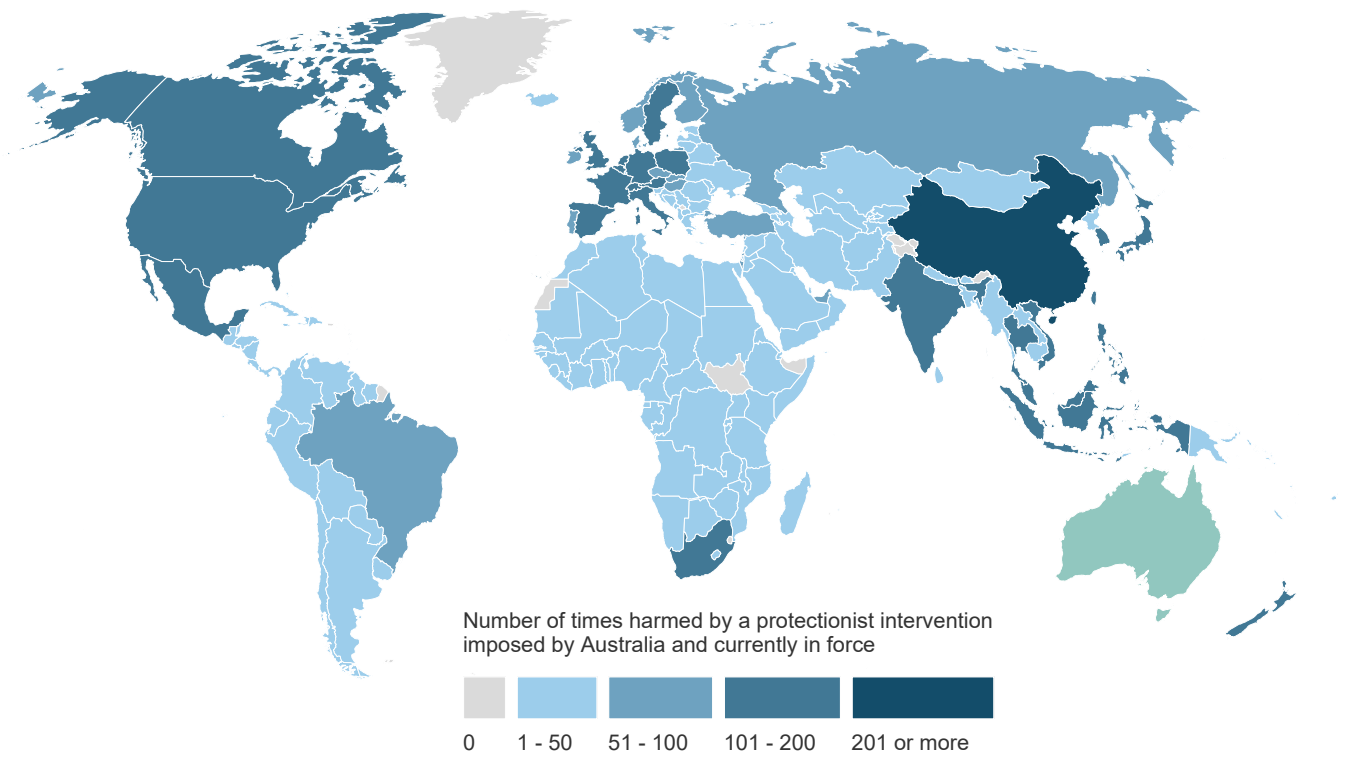 Number of times harmed by a protectionist intervention
imposed by Australia and currently in force
0
1 - 50
51 - 100
101 - 200
201 or more